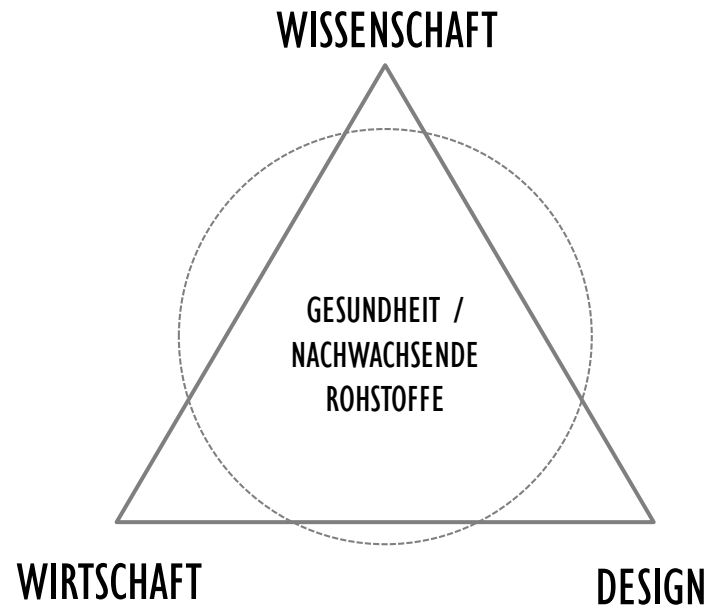 WISSENSCHAFT
GESUNDHEIT /
NACHWACHSENDE
ROHSTOFFE
WIRTSCHAFT
DESIGN